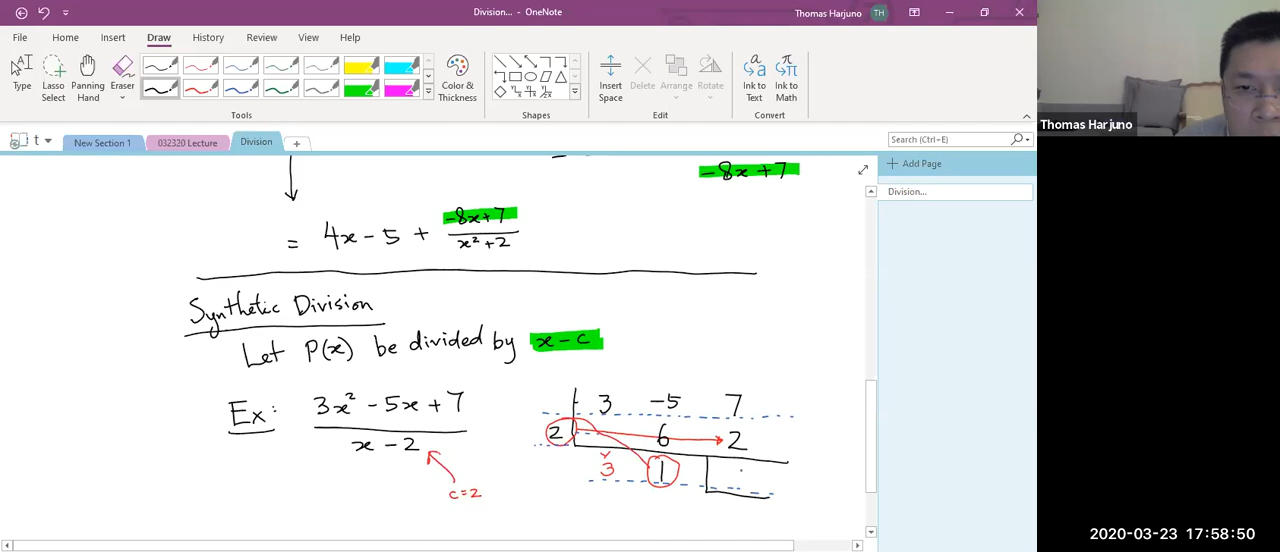 Division... - OneNote
Thomas Harjuno TH
File Home Insert Draw History Review View Help
Type Lasso Select Panning Hand Eraser Color & Thickness Insert Space Delete Arrange Rotate Ink to Text Ink to Math
Tools Shapes Edit Convert
t New Section 1 032320 Lecture Division + Search (Ctrl+E)
Thomas Harjuno
Add Page
Division...
-8x + 7
= 4x - 5 + (-8x+7)/(x² + 2)
Synthetic Division
Let P(x) be divided by x - c
Ex: (3x² - 5x + 7)/(x - 2)
c = 2
3 -5 7
2 6 2
3 1
2020-03-23 17:58:50